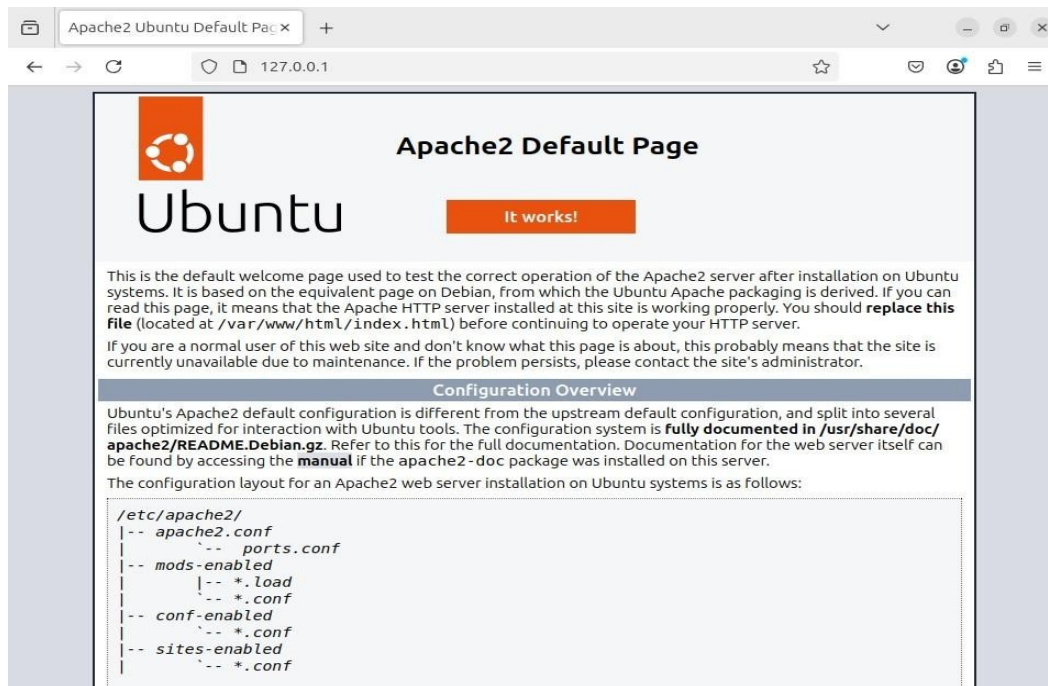 Apache2 Ubuntu Default Pag
127.0.0.1
Apache2 Default Page
Ubuntu
It works!
This is the default welcome page used to test the correct operation of the Apache2 server after installation on Ubuntu
systems. It is based on the equivalent page on Debian, from which the Ubuntu Apache packaging is derived. If you can
read this page, it means that the Apache HTTP server installed at this site is working properly. You should replace this
file (located at /var/www/html/index.html) before continuing to operate your HTTP server.
If you are a normal user of this web site and don't know what this page is about, this probably means that the site is
currently unavailable due to maintenance. If the problem persists, please contact the site's administrator.
Configuration Overview
Ubuntu's Apache2 default configuration is different from the upstream default configuration, and split into several
files optimized for interaction with Ubuntu tools. The configuration system is fully documented in /usr/share/doc/
apache2/README.Debian.gz. Refer to this for the full documentation. Documentation for the web server itself can
be found by accessing the manual if the apache2-doc package was installed on this server.
The configuration layout for an Apache2 web server installation on Ubuntu systems is as follows:
/etc/apache2/
|-- apache2.conf
|       `--  ports.conf
|-- mods-enabled
|       |-- *.load
|       `-- *.conf
|-- conf-enabled
|       `-- *.conf
|-- sites-enabled
|       `-- *.conf